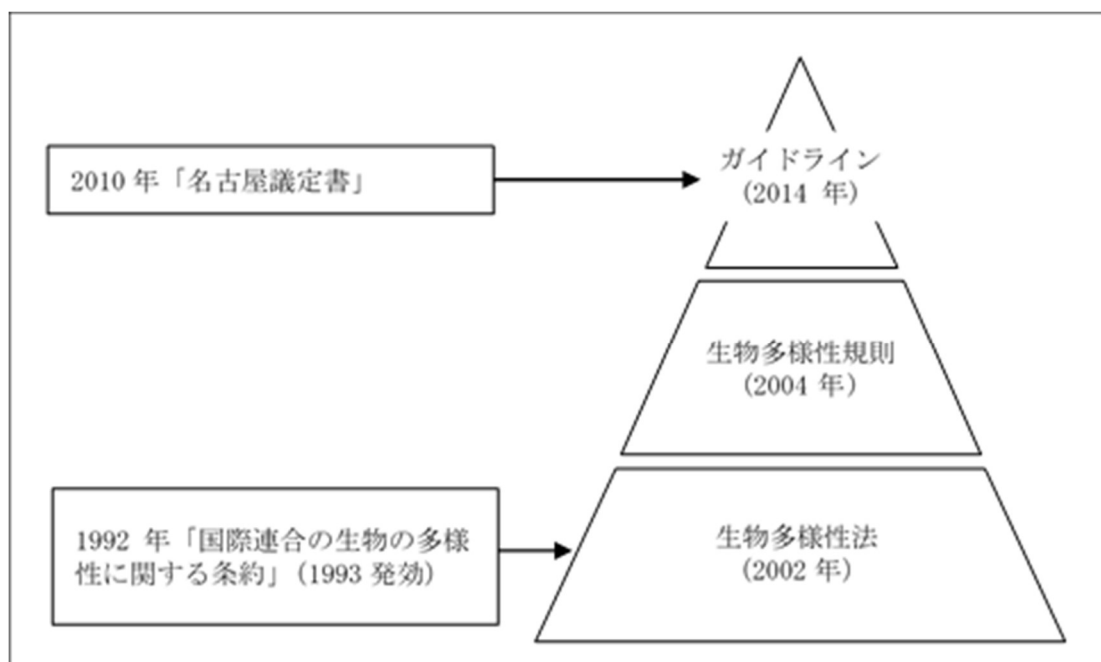 2010 年「名古屋議定書」
ガイドライン
(2014 年)
生物多様性規則
(2004 年)
1992 年「国際連合の生物の多様
性に関する条約」(1993 発効)
生物多様性法
(2002 年)